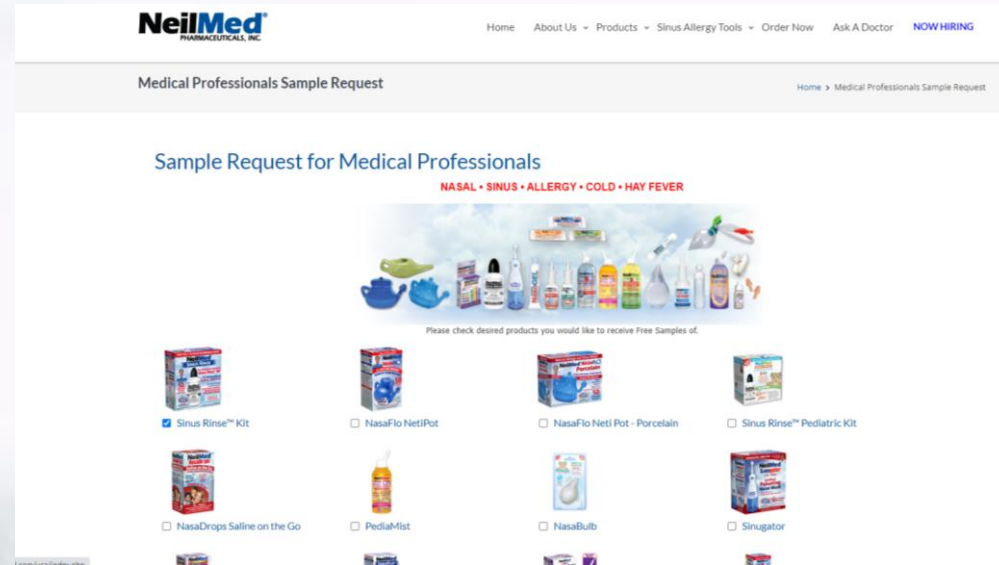 NeilMed®
PHARMACEUTICALS, INC.
Home About Us Products Sinus Allergy Tools Order Now Ask A Doctor NOW HIRING
Medical Professionals Sample Request
Home > Medical Professionals Sample Request
Sample Request for Medical Professionals
NASAL • SINUS • ALLERGY • COLD • HAY FEVER
Please check desired products you would like to receive Free Samples of.
Sinus Rinse™ Kit NasaFlo NetiPot NasaFlo Neti Pot - Porcelain Sinus Rinse™ Pediatric Kit
NasaDrops Saline on the Go PediaMist NasaBulb Sinugator